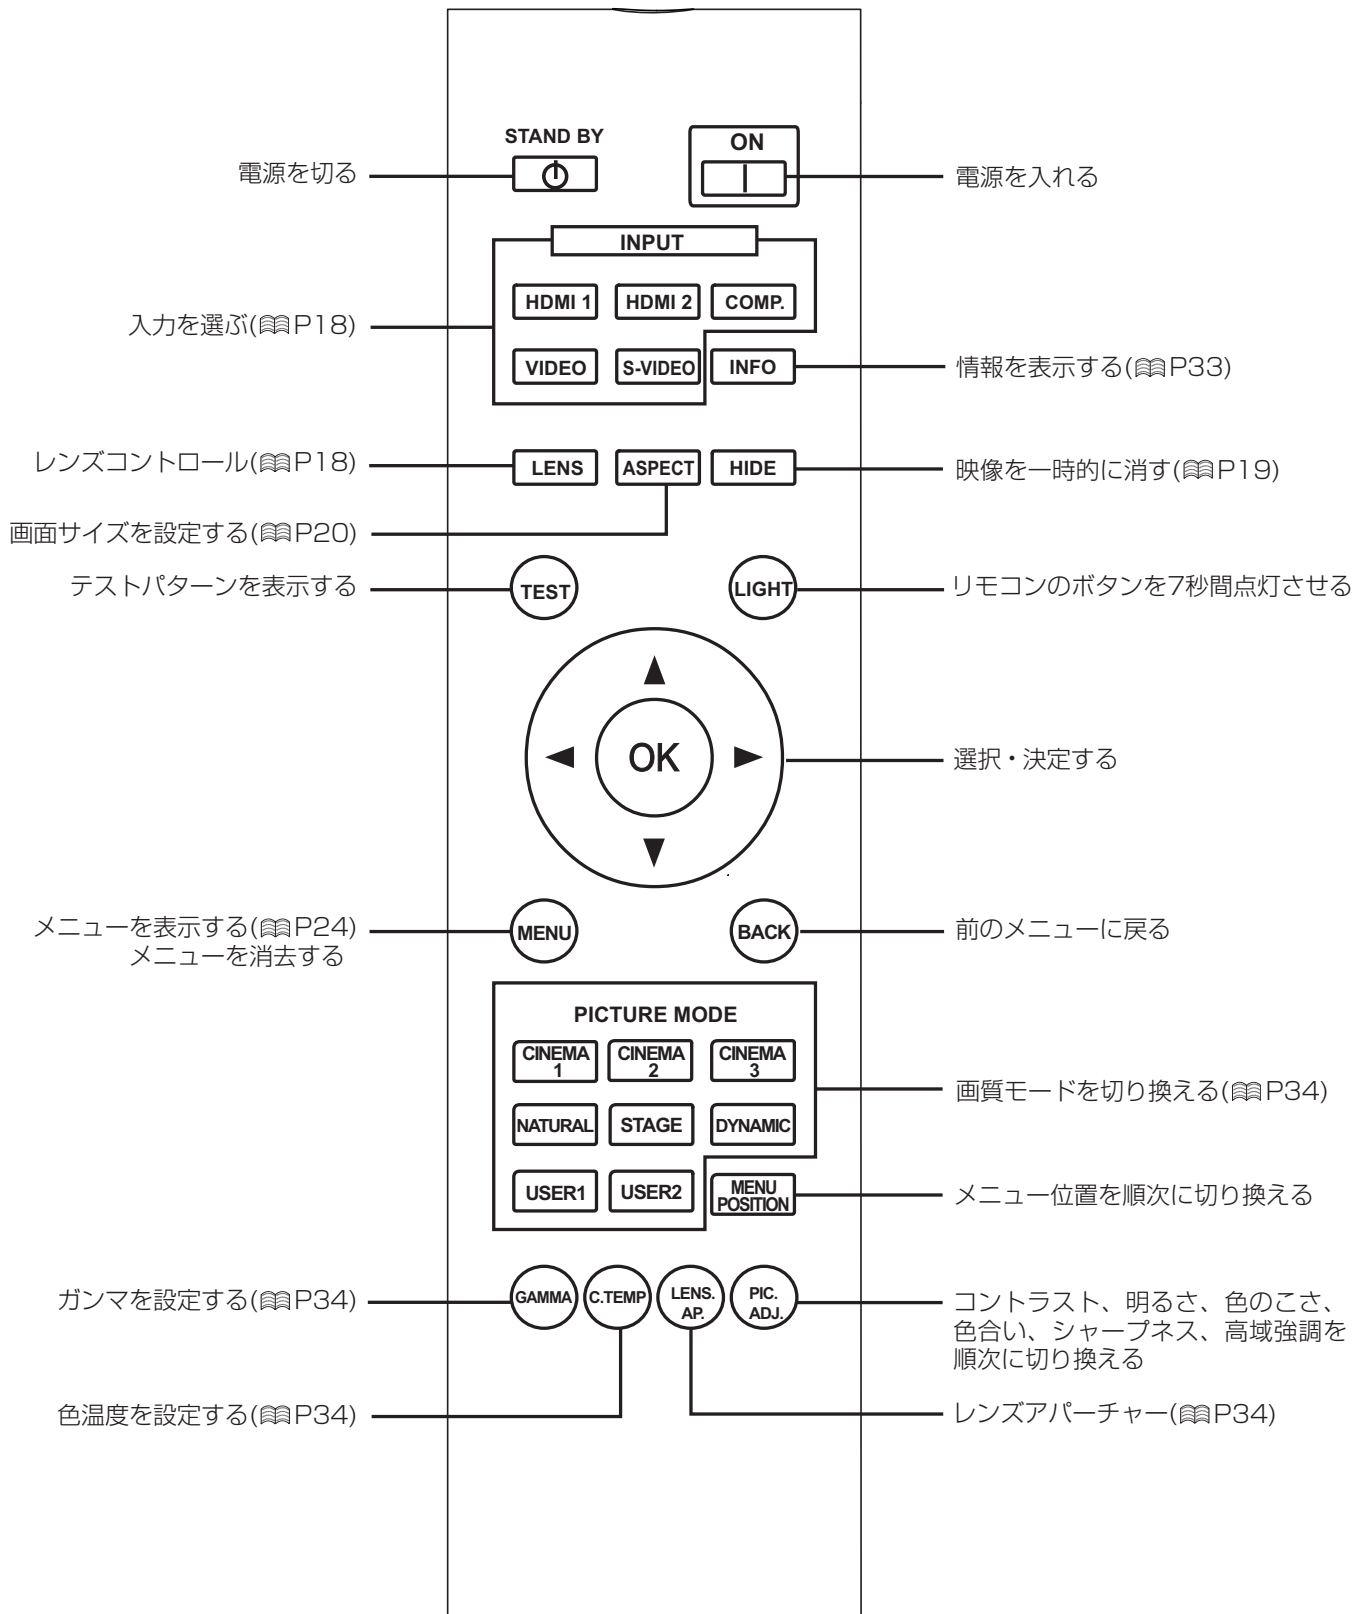 STAND BY
ON
電源を切る
電源を入れる
INPUT
HDMI 1
HDMI 2
COMP.
入力を選ぶ(P18)
VIDEO
S-VIDEO
INFO
情報を表示する(P33)
レンズコントロール(P18)
LENS
ASPECT
HIDE
映像を一時的に消す(P19)
画面サイズを設定する(P20)
テストパターンを表示する
TEST
LIGHT
リモコンのボタンを7秒間点灯させる
OK
選択・決定する
メニューを表示する(P24)
メニューを消去する
MENU
BACK
前のメニューに戻る
PICTURE MODE
CINEMA
1
CINEMA
2
CINEMA
3
画質モードを切り換える(P34)
NATURAL
STAGE
DYNAMIC
USER1
USER2
MENU
POSITION
メニュー位置を順次に切り換える
ガンマを設定する(P34)
GAMMA
C.TEMP
LENS.
AP.
PIC.
ADJ.
コントラスト、明るさ、色のこさ、
色合い、シャープネス、高域強調を
順次に切り換える
色温度を設定する(P34)
レンズアパーチャー(P34)